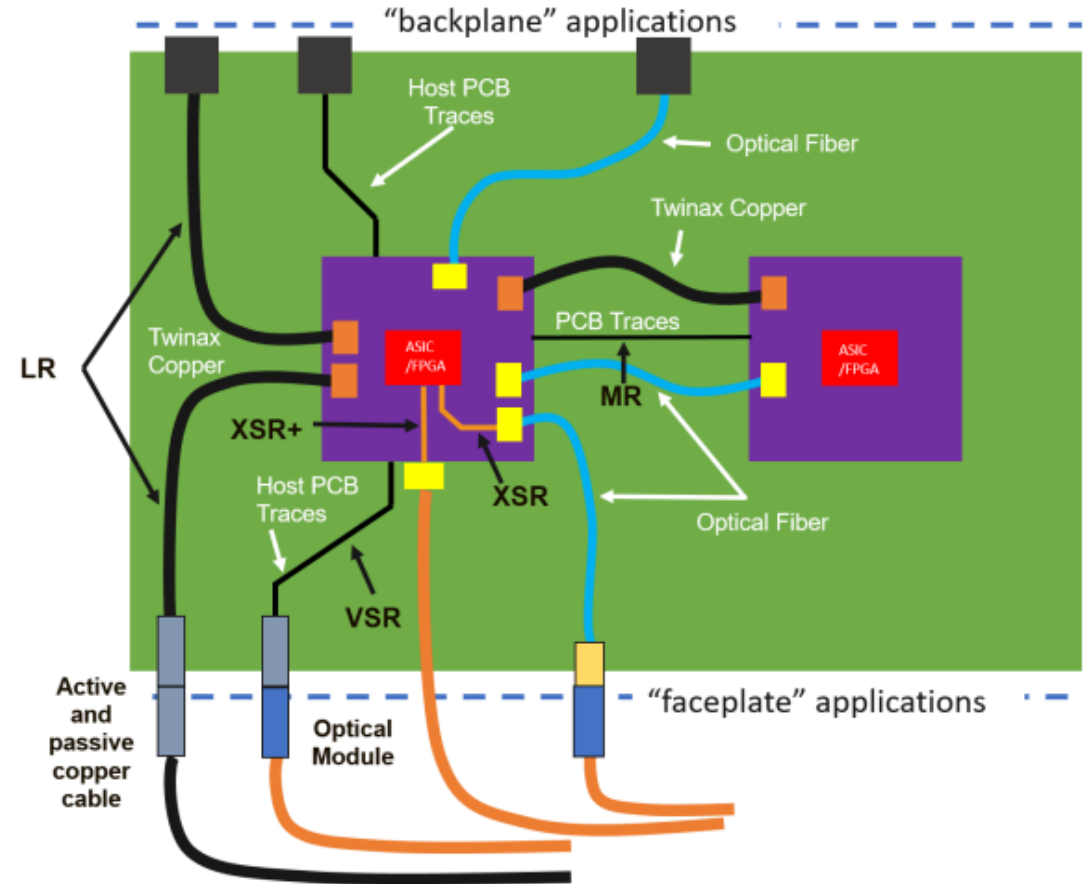 “backplane” applications
Host PCB
Traces
Optical Fiber
Twinax Copper
Twinax
Copper
LR
ASIC
/FPGA
PCB Traces
ASIC
/FPGA
MR
XSR+
XSR
Host PCB
Traces
Optical Fiber
VSR
Active
and
passive
copper
cable
Optical
Module
“faceplate” applications